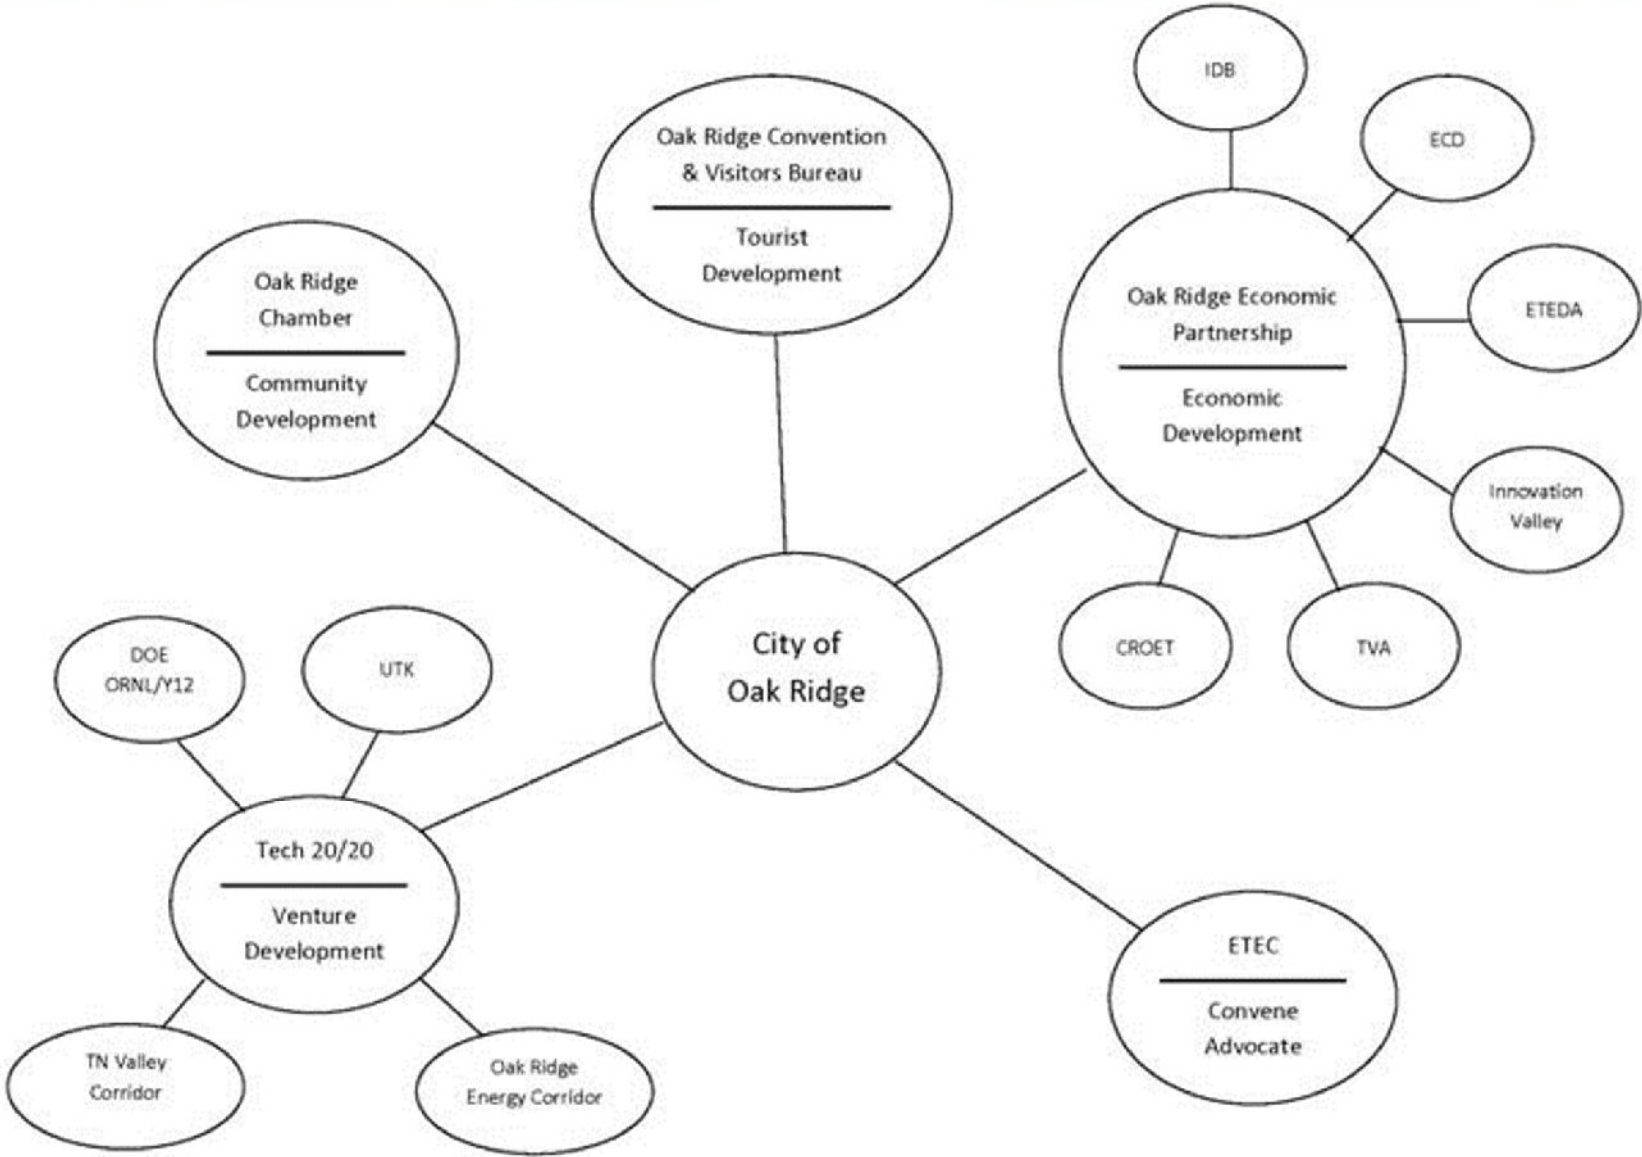 IDB
ECD
Oak Ridge Convention
& Visitors Bureau
Tourist
Development
Oak Ridge
Chamber
Community
Development
Oak Ridge Economic
Partnership
Economic
Development
ETEDA
Innovation
Valley
CROET
TVA
City of
Oak Ridge
DOE
ORNL/Y12
UTK
Tech 20/20
Venture
Development
TN Valley
Corridor
Oak Ridge
Energy Corridor
ETEC
Convene
Advocate